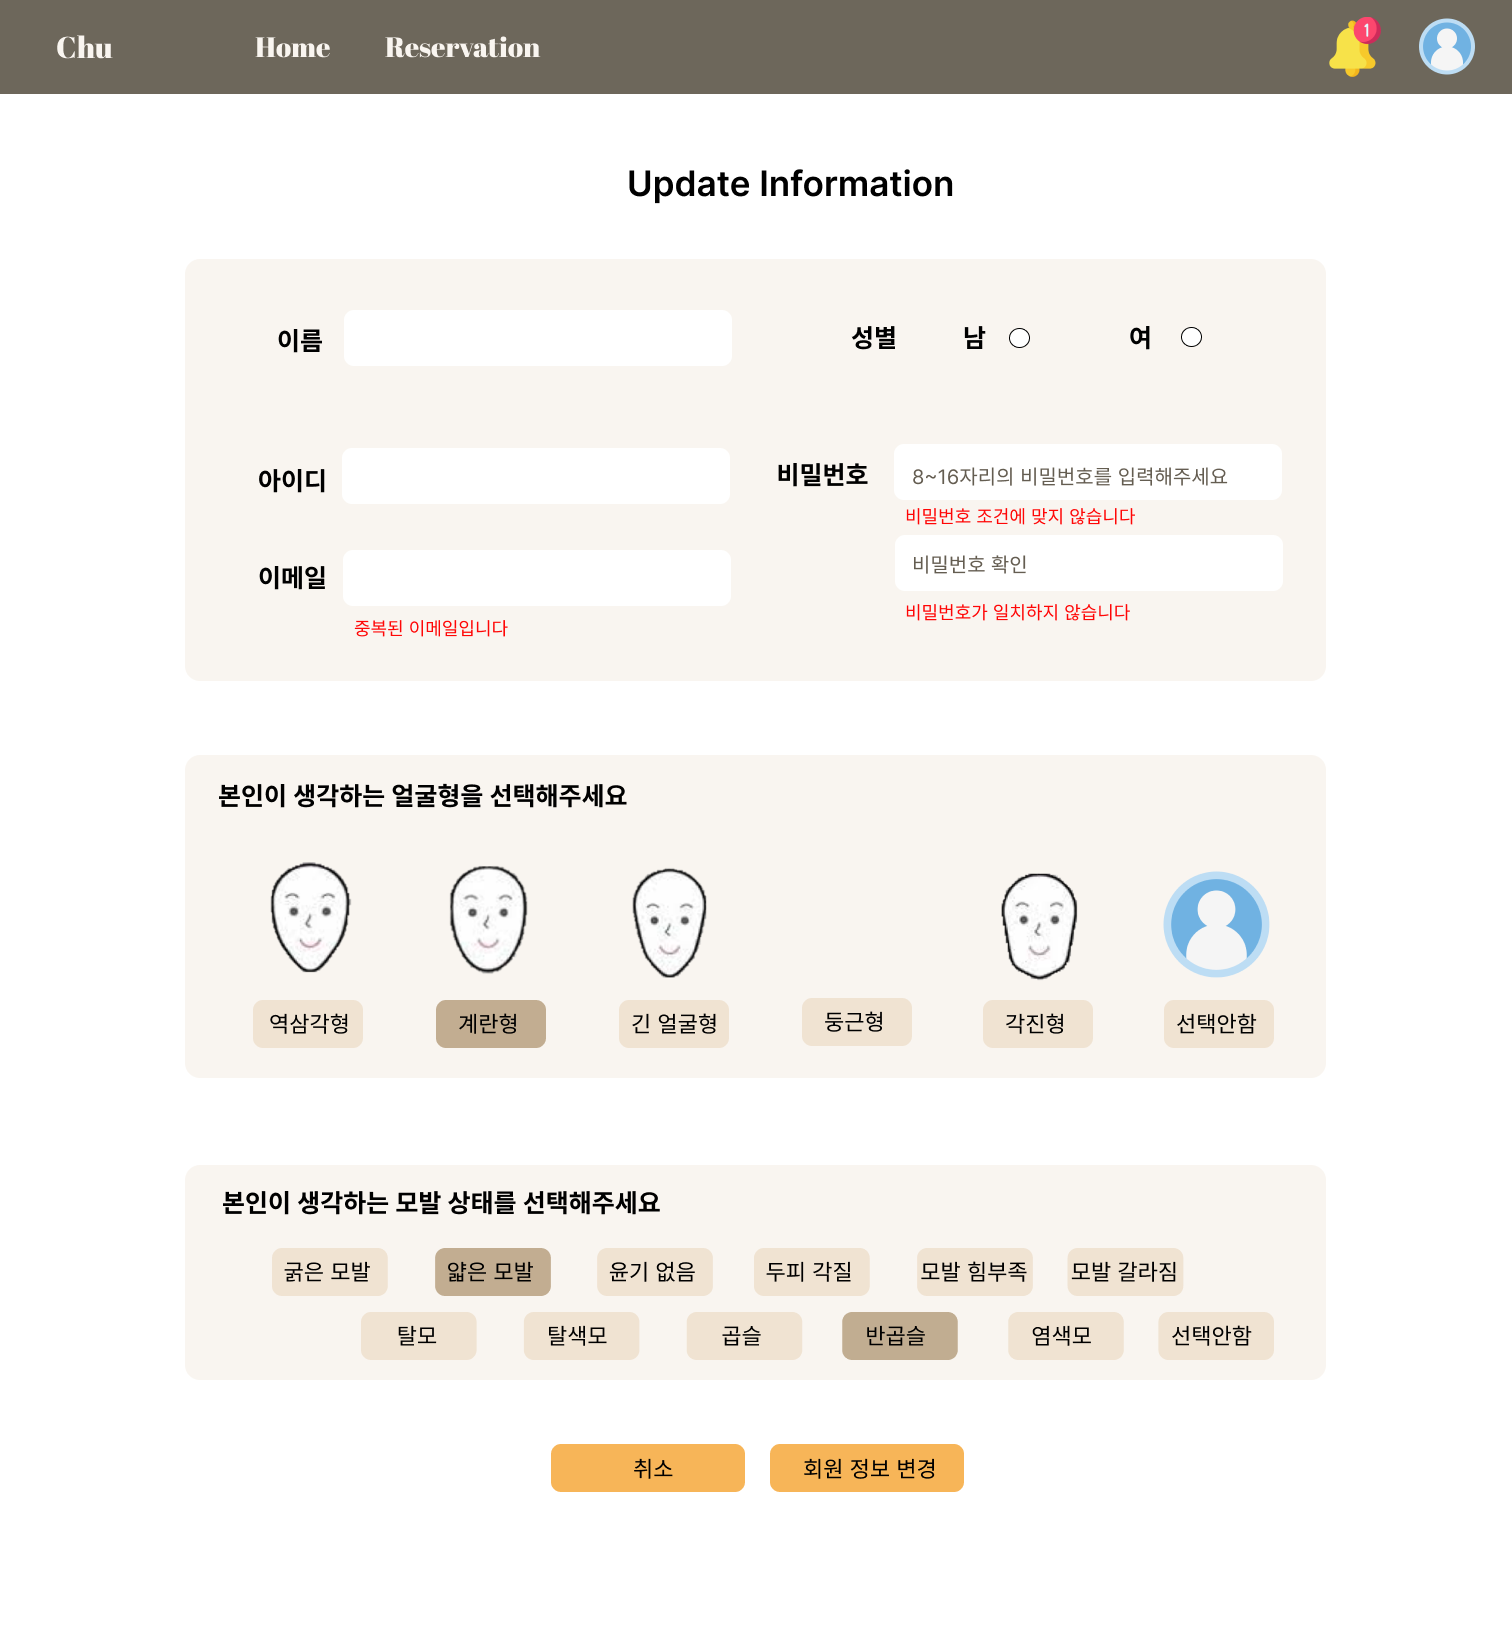 Chu Home Reservation 1
Update Information
이름 성별 남 여
아이디 비밀번호 8~16자리의 비밀번호를 입력해주세요
비밀번호 조건에 맞지 않습니다
이메일 비밀번호 확인
중복된 이메일입니다 비밀번호가 일치하지 않습니다
본인이 생각하는 얼굴형을 선택해주세요
역삼각형 계란형 긴 얼굴형 둥근형 각진형 선택안함
본인이 생각하는 모발 상태를 선택해주세요
굵은 모발 얇은 모발 윤기 없음 두피 각질 모발 힘부족 모발 갈라짐
탈모 탈색모 곱슬 반곱슬 염색모 선택안함
취소 회원 정보 변경